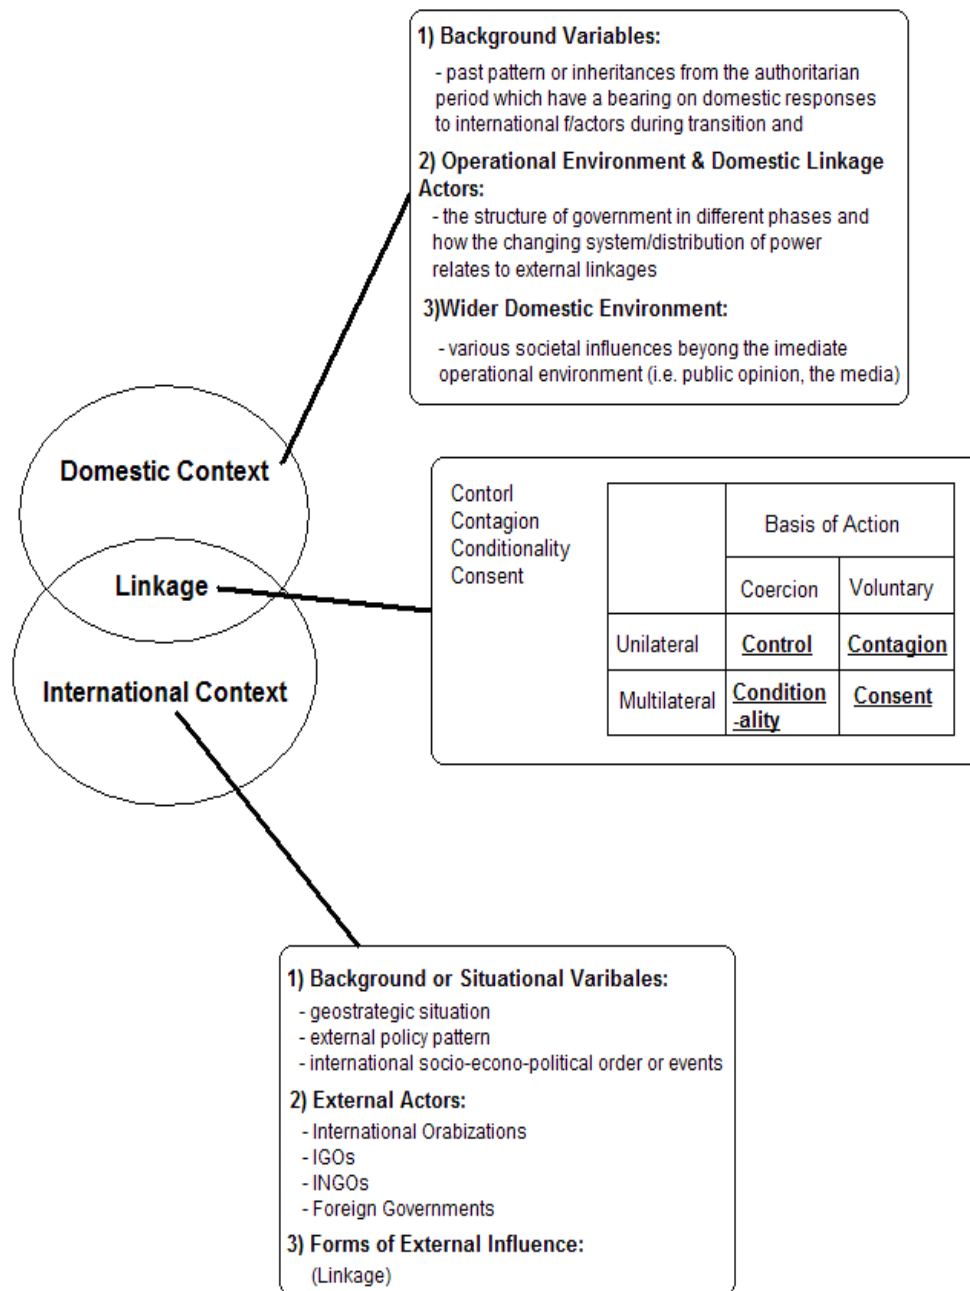 1) Background Variables:
- past pattern or inheritances from the authoritarian
period which have a bearing on domestic responses
to international f/actors during transition and
2) Operational Environment & Domestic Linkage
Actors:
- the structure of government in different phases and
how the changing system/distribution of power
relates to external linkages
3)Wider Domestic Environment:
- various societal influences beyong the imediate
operational environment (i.e. public opinion, the media)
Domestic Context
Linkage
International Context
Contorl
Contagion
Conditionality
Consent
Basis of Action
Coercion Voluntary
Unilateral Control Contagion
Multilateral Condition
-ality Consent
1) Background or Situational Varibales:
- geostrategic situation
- external policy pattern
- international socio-econo-political order or events
2) External Actors:
- International Orabizations
- IGOs
- INGOs
- Foreign Governments
3) Forms of External Influence:
(Linkage)